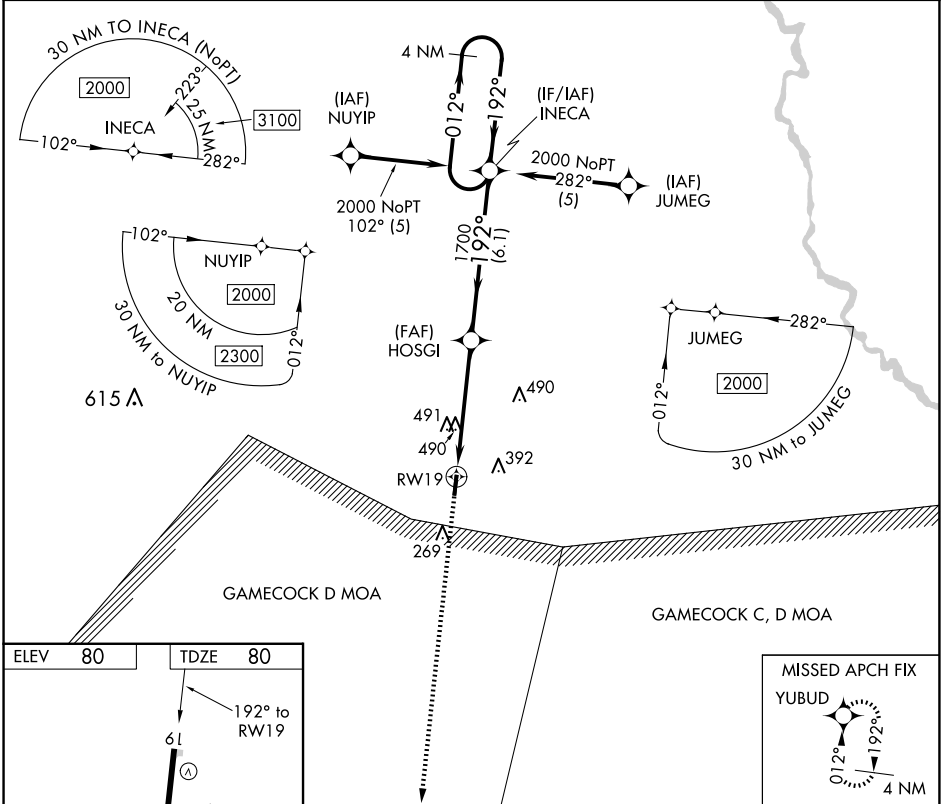 30 NM TO INECA (NoPT)
2000
223°
25 NM
3100
INECA
102°
282°
4 NM
012°
192°
(IAF)
NUYIP
(IF/IAF)
INECA
2000 NoPT
282°
(5)
(IAF)
JUMEG
2000 NoPT
102° (5)
1700
192°
(6.1)
102°
NUYIP
2000
20 NM
2300
30 NM to NUYIP
012°
(FAF)
HOSGI
282°
JUMEG
2000
012°
30 NM to JUMEG
615
490
491
490
392
RW19
269
GAMECOCK D MOA
GAMECOCK C, D MOA
ELEV 80
TDZE 80
192° to
RW19
19
A
MISSED APCH FIX
YUBUD
012°
192°
4 NM